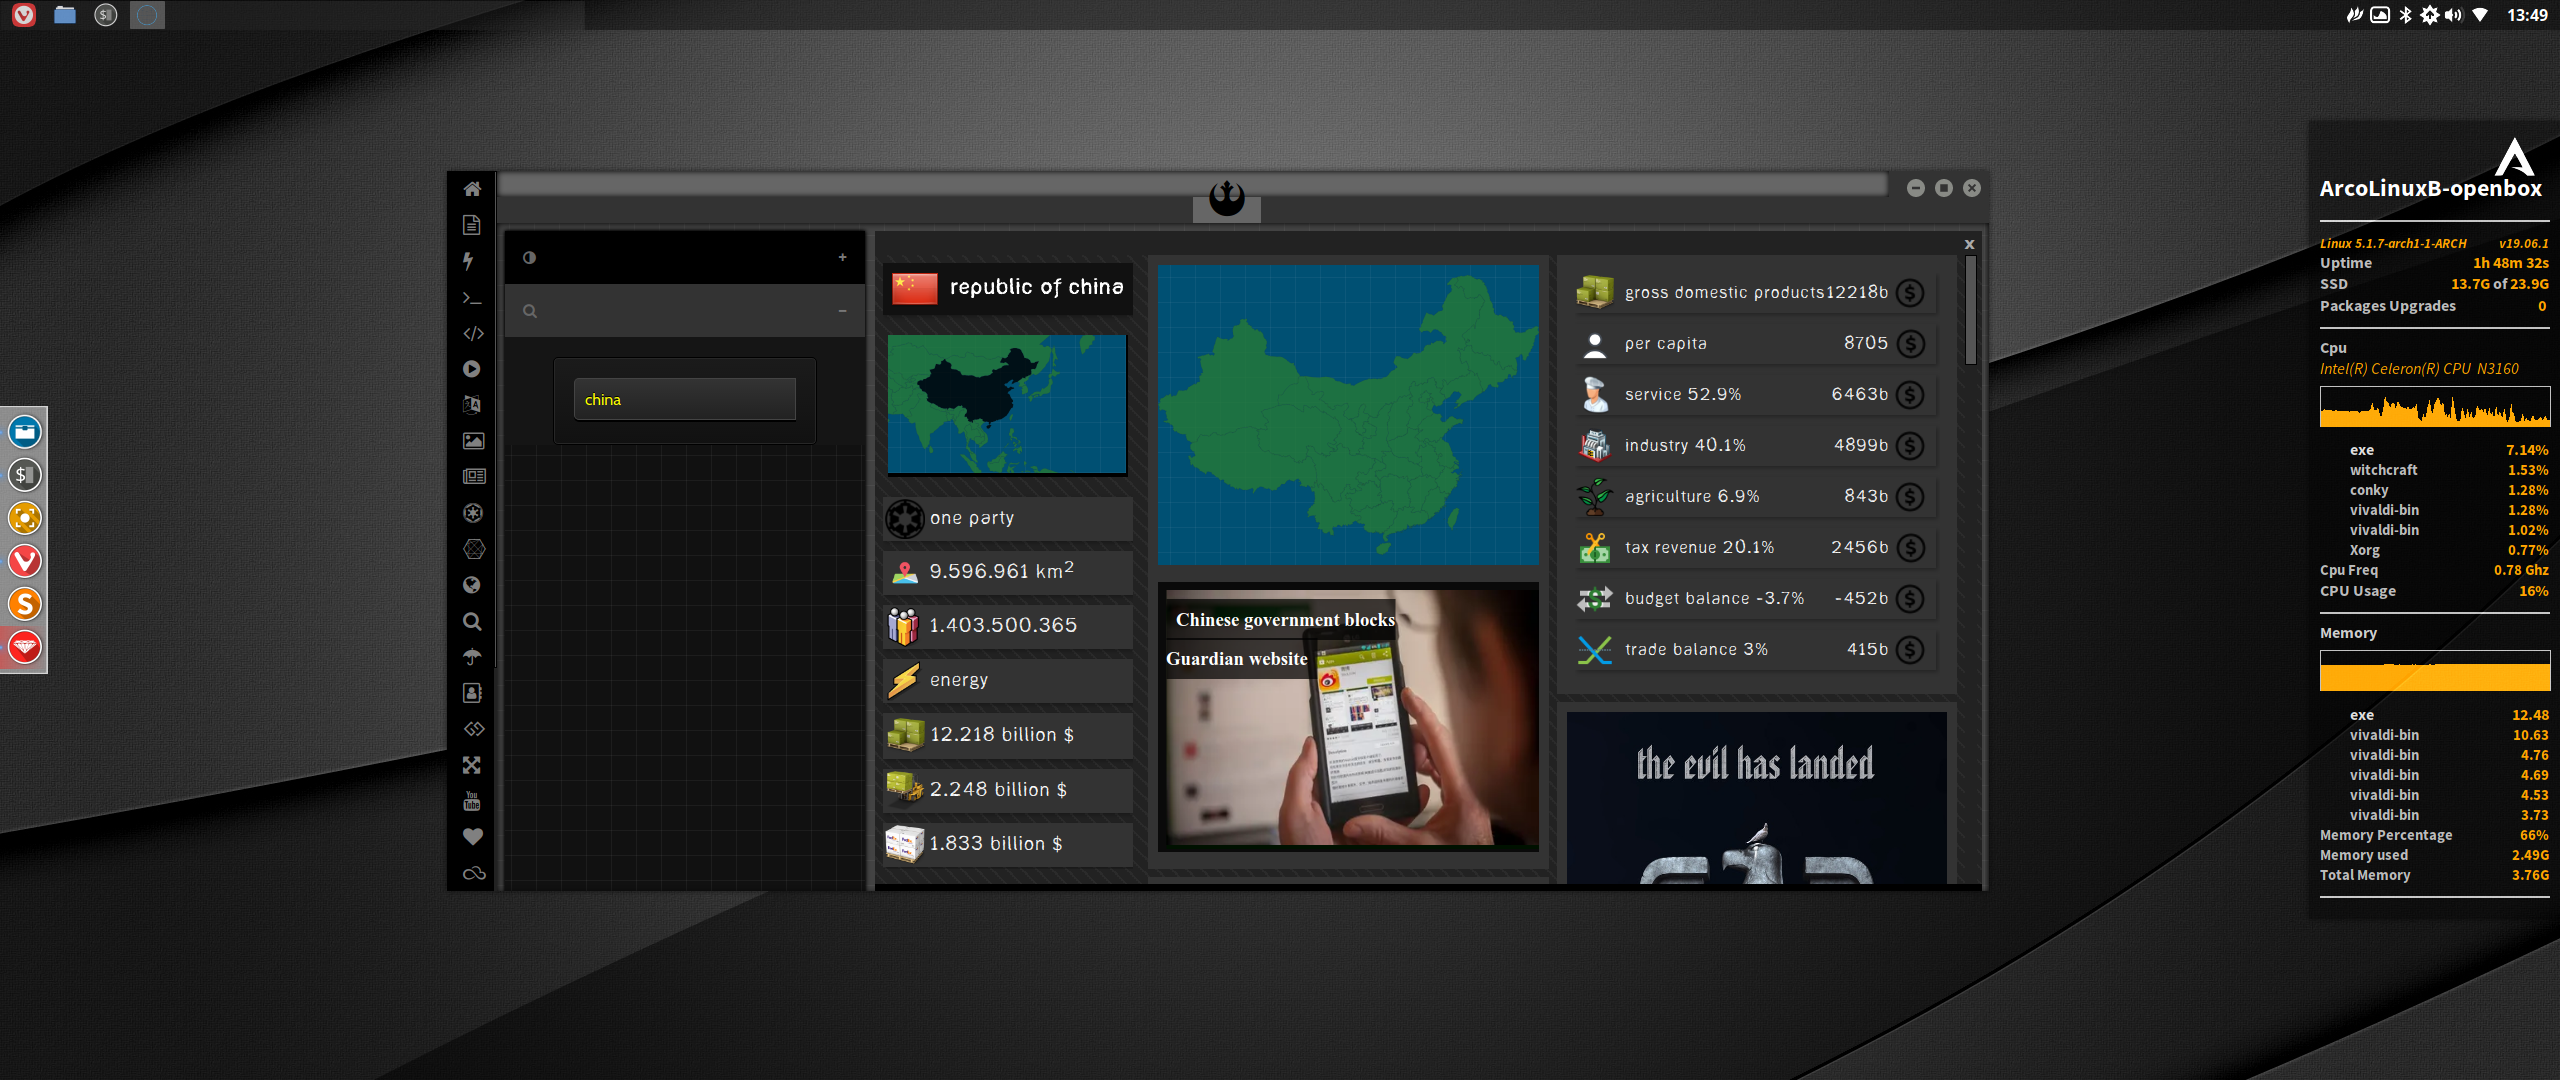 13:49
china
x
republic of china
one party
9.596.961 km²
1.403.500.365
energy
12.218 billion $
2.248 billion $
1.833 billion $
Chinese government blocks
Guardian website
gross domestic products 12218b
per capita 8705
service 52.9% 6463b
industry 40.1% 4899b
agriculture 6.9% 843b
tax revenue 20.1% 2456b
budget balance -3.7% -452b
trade balance 3% 415b
the evil has landed
You
Tube
ArcoLinuxB-openbox
Linux 5.1.7-arch1-1-ARCH v19.06.1
Uptime 1h 48m 32s
SSD 13.7G of 23.9G
Packages Upgrades 0
Cpu
Intel(R) Celeron(R) CPU N3160
exe 7.14%
witchcraft 1.53%
conky 1.28%
vivaldi-bin 1.28%
vivaldi-bin 1.02%
Xorg 0.77%
Cpu Freq 0.78 Ghz
CPU Usage 16%
Memory
exe 12.48
vivaldi-bin 10.63
vivaldi-bin 4.76
vivaldi-bin 4.69
vivaldi-bin 4.53
vivaldi-bin 3.73
Memory Percentage 66%
Memory used 2.49G
Total Memory 3.76G